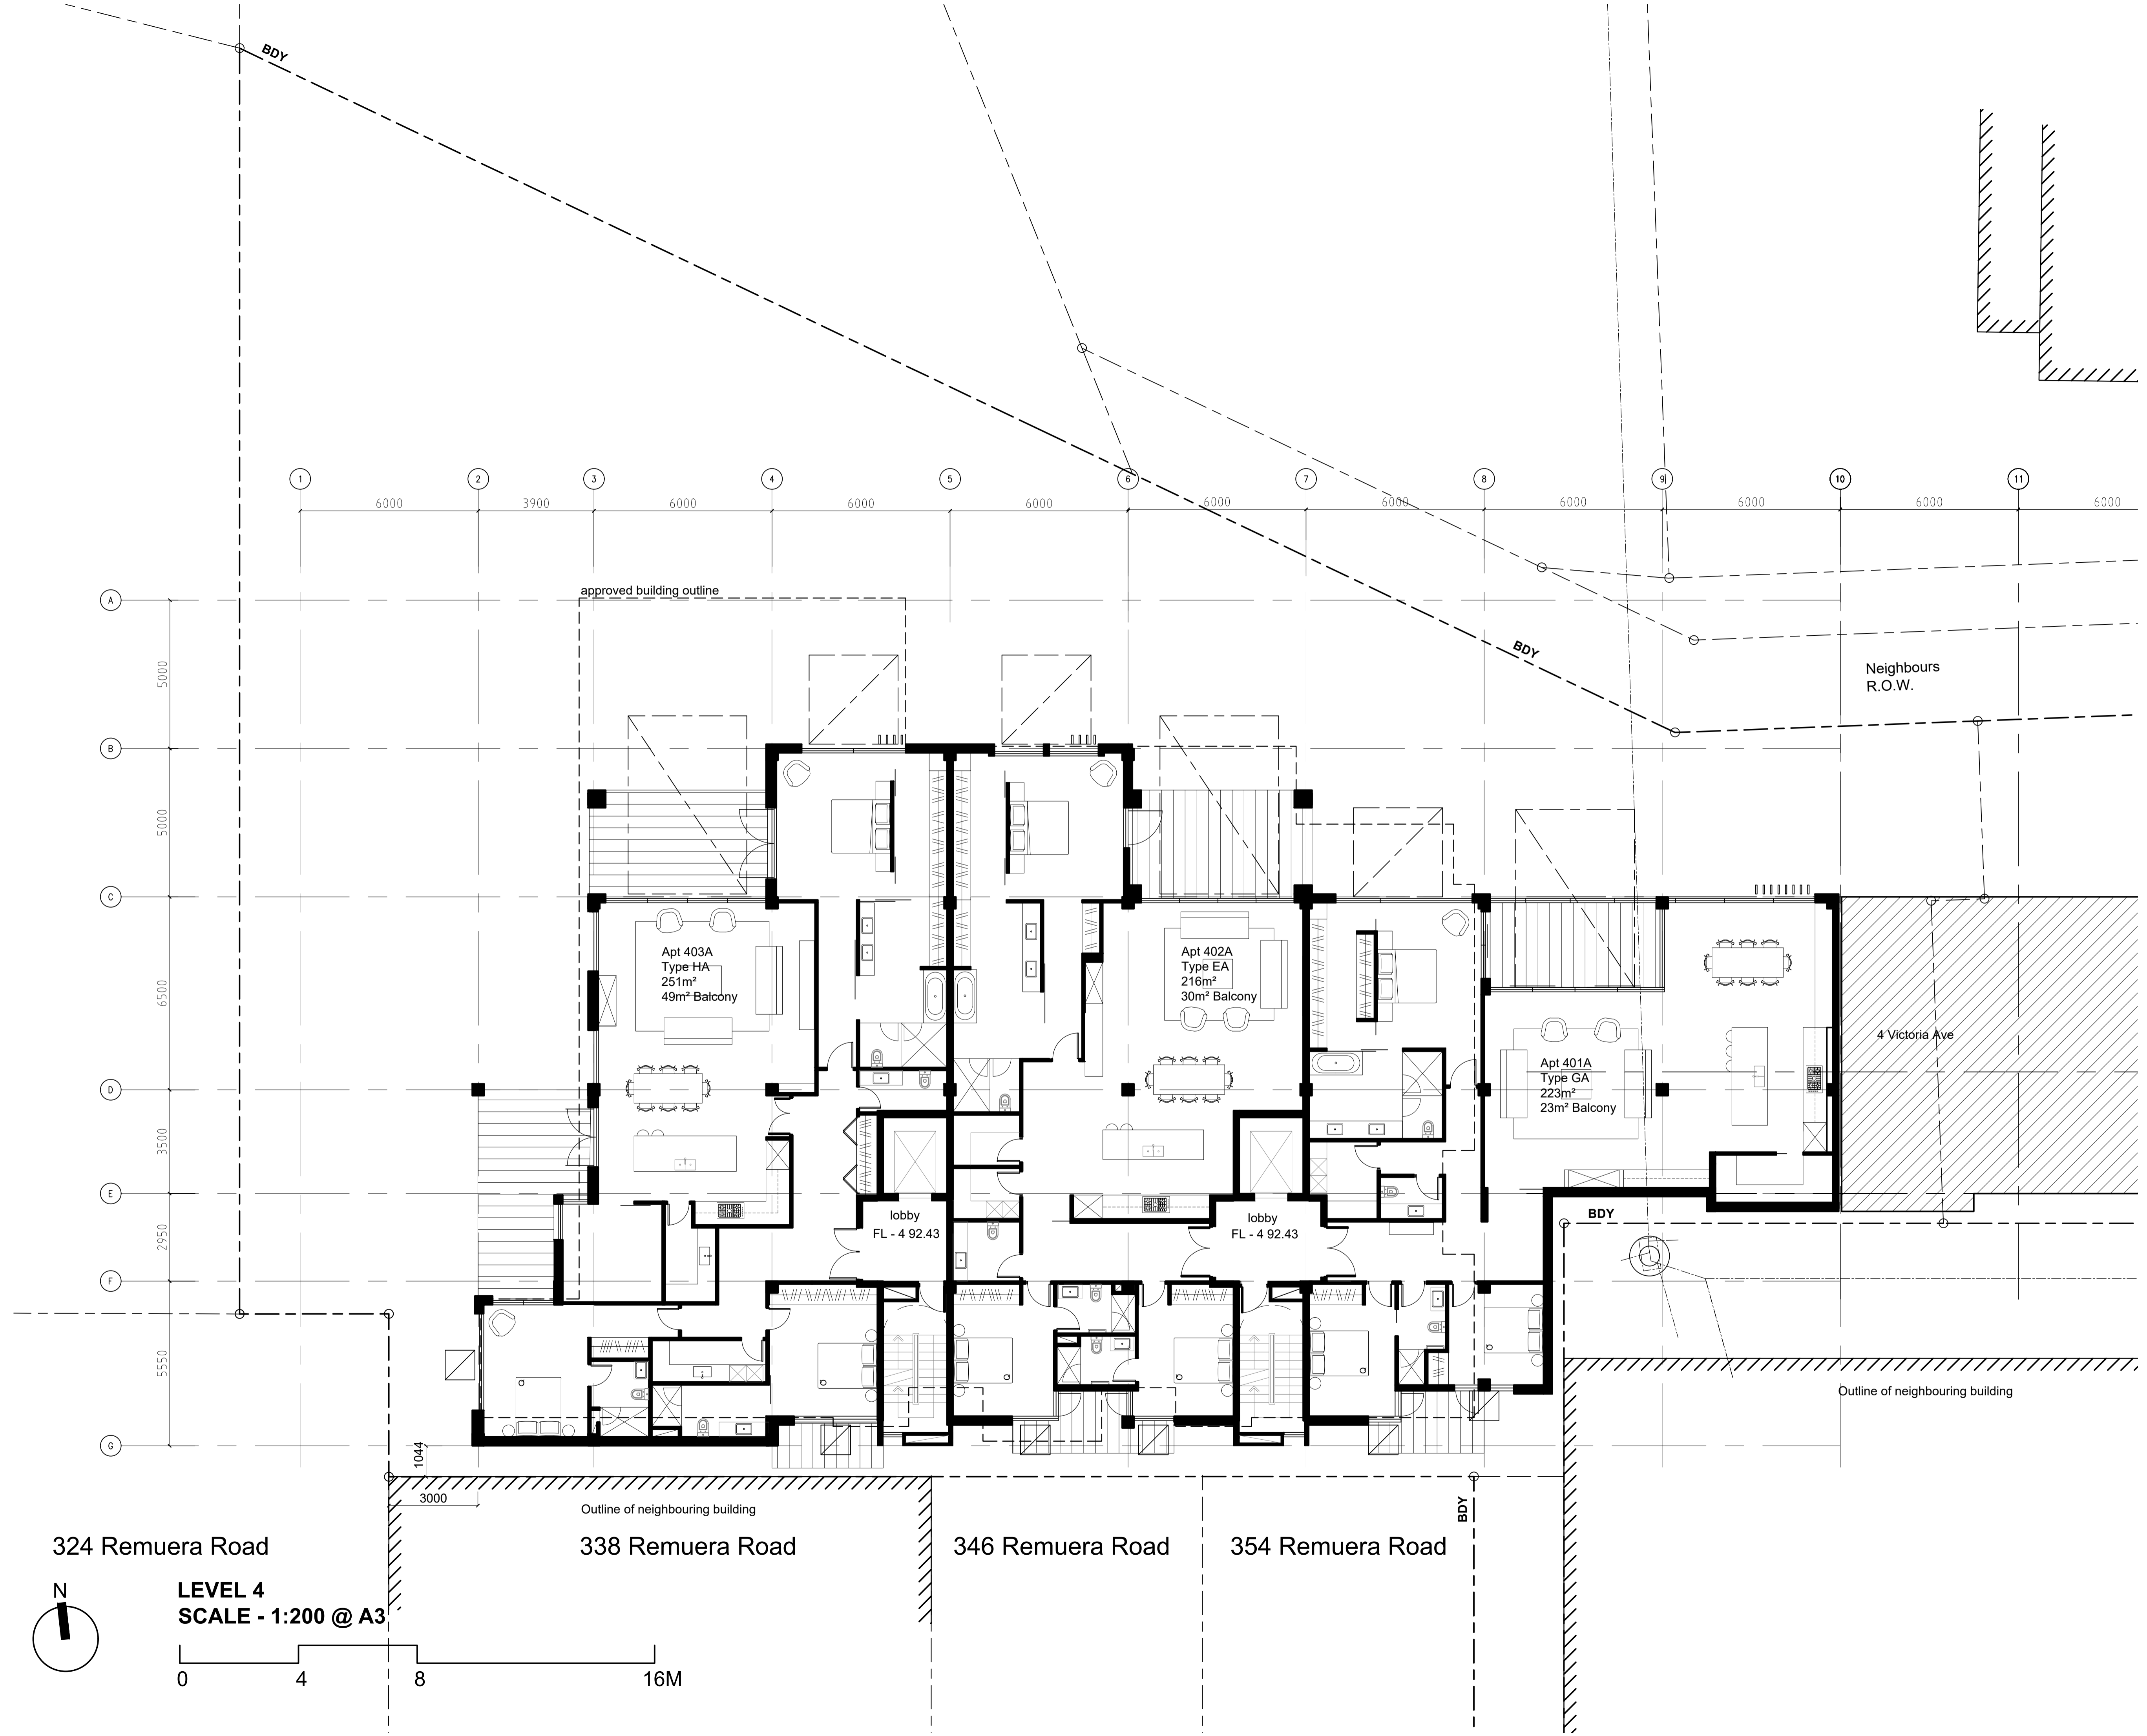 BDY
1
2
3
4
5
6
7
8
9
10
11
6000
3900
6000
6000
6000
6000
6000
6000
6000
6000
6000
approved building outline
A
B
C
D
E
F
G
5000
5000
6500
3500
2950
5550
BDY
Neighbours
R.O.W.
Apt 403A
Type HA
251m²
49m² Balcony
Apt 402A
Type EA
216m²
30m² Balcony
Apt 401A
Type GA
223m²
23m² Balcony
4 Victoria Ave
lobby
FL - 4 92.43
lobby
FL - 4 92.43
BDY
Outline of neighbouring building
1044
3000
Outline of neighbouring building
BDY
324 Remuera Road
338 Remuera Road
346 Remuera Road
354 Remuera Road
N
LEVEL 4
SCALE - 1:200 @ A3
0
4
8
16M